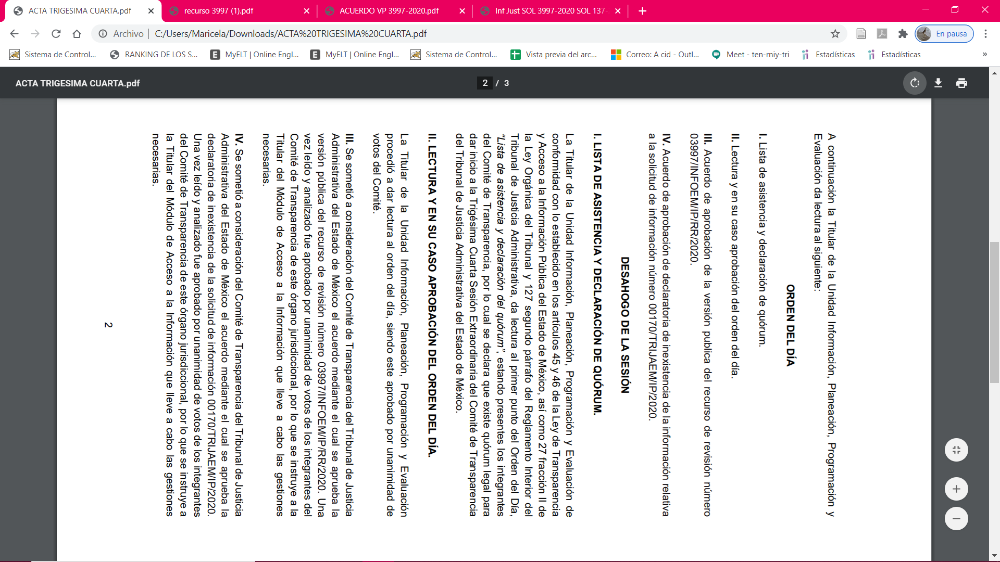 ACTA TRIGESIMA CUARTA.pdf
recurso 3997 (1).pdf
ACUERDO VP 3997-2020.pdf
Inf Just SOL 3997-2020 SOL 137-
Archivo
C:/Users/Maricela/Downloads/ACTA%20TRIGESIMA%20CUARTA.pdf
En pausa
Sistema de Control...
RANKING DE LOS S...
MyELT | Online Engl...
MyELT | Online Engl...
Sistema de Control...
Vista previa del arc...
Correo: A cid - Outl...
Meet - ten-rniy-tri
Estadísticas
Estadísticas
»
ACTA TRIGESIMA CUARTA.pdf
2 / 3
A continuación la Titular de la Unidad Información, Planeación, Programación y
Evaluación da lectura al siguiente:
ORDEN DEL DÍA
I. Lista de asistencia y declaración de quórum.
II. Lectura y en su caso aprobación del orden del día.
III. Acuerdo de aprobación de la versión publica del recurso de revisión número
03997/INFOEM/IP/RR/2020.
IV. Acuerdo de aprobación de declaratoria de inexistencia de la información relativa
a la solicitud de información número 00170/TRIJAEM/IP/2020.
DESAHOGO DE LA SESIÓN
I. LISTA DE ASISTENCIA Y DECLARACIÓN DE QUÓRUM.
La Titular de la Unidad Información, Planeación, Programación y Evaluación de
conformidad con lo establecido en los artículos 45 y 46 de la Ley de Transparencia
y Acceso a la Información Pública del Estado de México, así como 27 fracción II de
la Ley Orgánica del Tribunal y 127 segundo párrafo del Reglamento Interior del
Tribunal de Justicia Administrativa, da lectura al primer punto del Orden del Día,
“Lista de asistencia y declaración del quórum”, estando presentes los integrantes
del Comité de Transparencia, por lo cual se declara que existe quórum legal para
dar inicio a la Trigésima Cuarta Sesión Extraordinaria del Comité de Transparencia
del Tribunal de Justicia Administrativa del Estado de México.
II. LECTURA Y EN SU CASO APROBACIÓN DEL ORDEN DEL DÍA.
La Titular de la Unidad Información, Planeación, Programación y Evaluación
procedió a dar lectura al orden del día, siendo este aprobado por unanimidad de
votos del Comité.
III. Se sometió a consideración del Comité de Transparencia del Tribunal de Justicia
Administrativa del Estado de México el acuerdo mediante el cual se aprueba la
versión pública del recurso de revisión número 03997/INFOEM/IP/RR/2020. Una
vez leído y analizado fue aprobado por unanimidad de votos de los integrantes del
Comité de Transparencia de este órgano jurisdiccional, por lo que se instruye a la
Titular del Módulo de Acceso a la Información que lleve a cabo las gestiones
necesarias.
IV. Se sometió a consideración del Comité de Transparencia del Tribunal de Justicia
Administrativa del Estado de México el acuerdo mediante el cual se aprueba la
declaratoria de inexistencia de la solicitud de información 00170/TRIJAEM/IP/2020.
Una vez leído y analizado fue aprobado por unanimidad de votos de los integrantes
del Comité de Transparencia de este órgano jurisdiccional, por lo que se instruye a
la Titular del Módulo de Acceso a la Información que lleve a cabo las gestiones
necesarias.
2